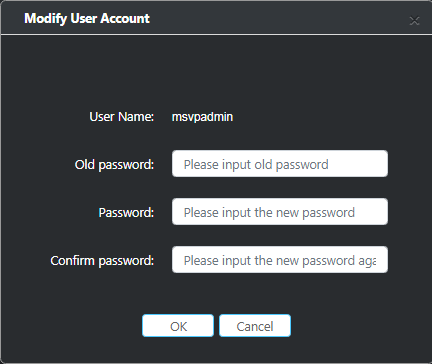 Modify User Account
User Name: msvpadmin
Old password: Please input old password
Password: Please input the new password
Confirm password: Please input the new password aga
OK Cancel